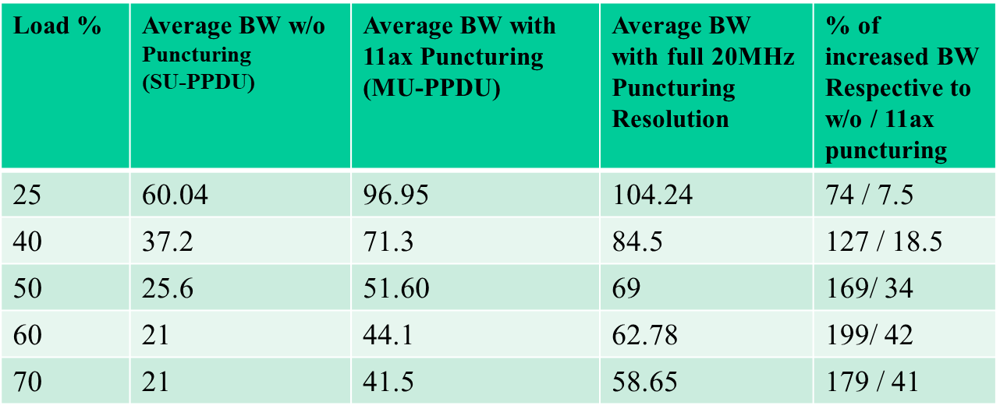 Load %
Average BW w/o
Puncturing
(SU-PPDU)
Average BW with
11ax Puncturing
(MU-PPDU)
Average BW
with full 20MHz
Puncturing
Resolution
% of
increased BW
Respective to
w/o / 11ax
puncturing
25 60.04 96.95 104.24 74 / 7.5
40 37.2 71.3 84.5 127 / 18.5
50 25.6 51.60 69 169/ 34
60 21 44.1 62.78 199/ 42
70 21 41.5 58.65 179 / 41